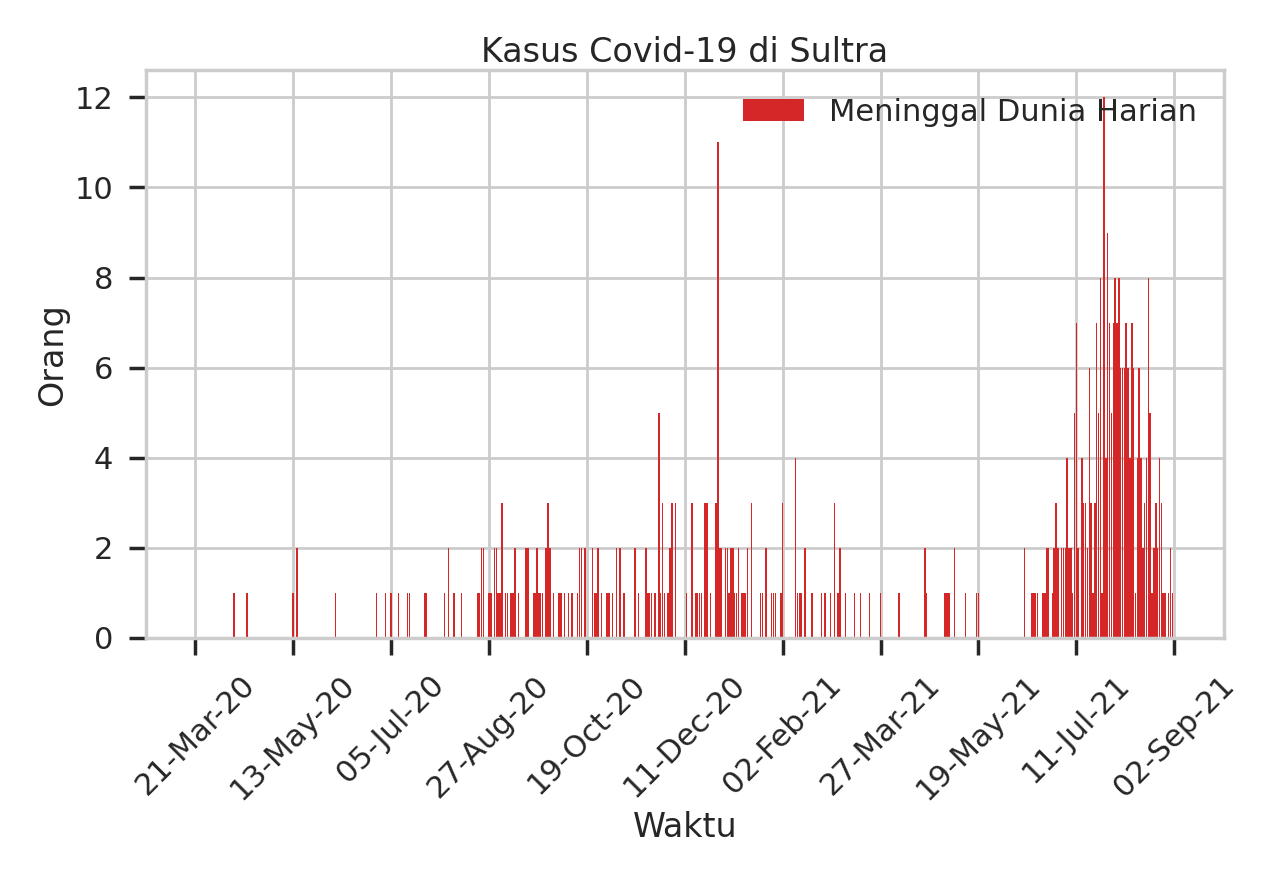 Kasus Covid-19 di Sultra
Meninggal Dunia Harian
12
10
8
6
4
2
0
Orang
21-Mar-20
13-May-20
05-Jul-20
27-Aug-20
19-Oct-20
11-Dec-20
02-Feb-21
27-Mar-21
19-May-21
11-Jul-21
02-Sep-21
Waktu